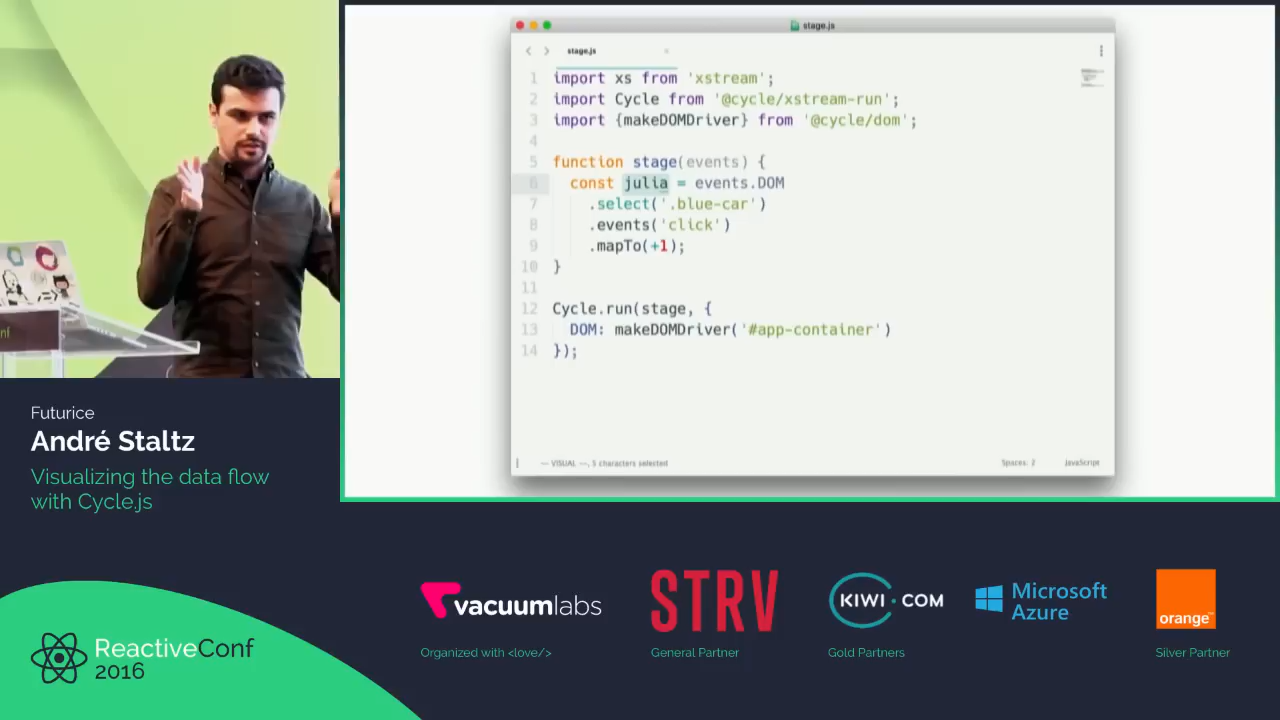 stage.js
stage.js
1 import xs from 'xstream';
2 import Cycle from '@cycle/xstream-run';
3 import {makeDOMDriver} from '@cycle/dom';
4
5 function stage(events) {
6 const julia = events.DOM
7 .select('.blue-car')
8 .events('click')
9 .mapTo(+1);
10 }
11
12 Cycle.run(stage, {
13 DOM: makeDOMDriver('#app-container')
14 });
-- VISUAL --, 5 characters selected
Spaces: 2
JavaScript
Futurice
André Staltz
Visualizing the data flow
with Cycle.js
vacuumlabs
STRV
KIWI.COM
Microsoft
Azure
orange™
Organized with <love/>
General Partner
Gold Partners
Silver Partner
ReactiveConf
2016